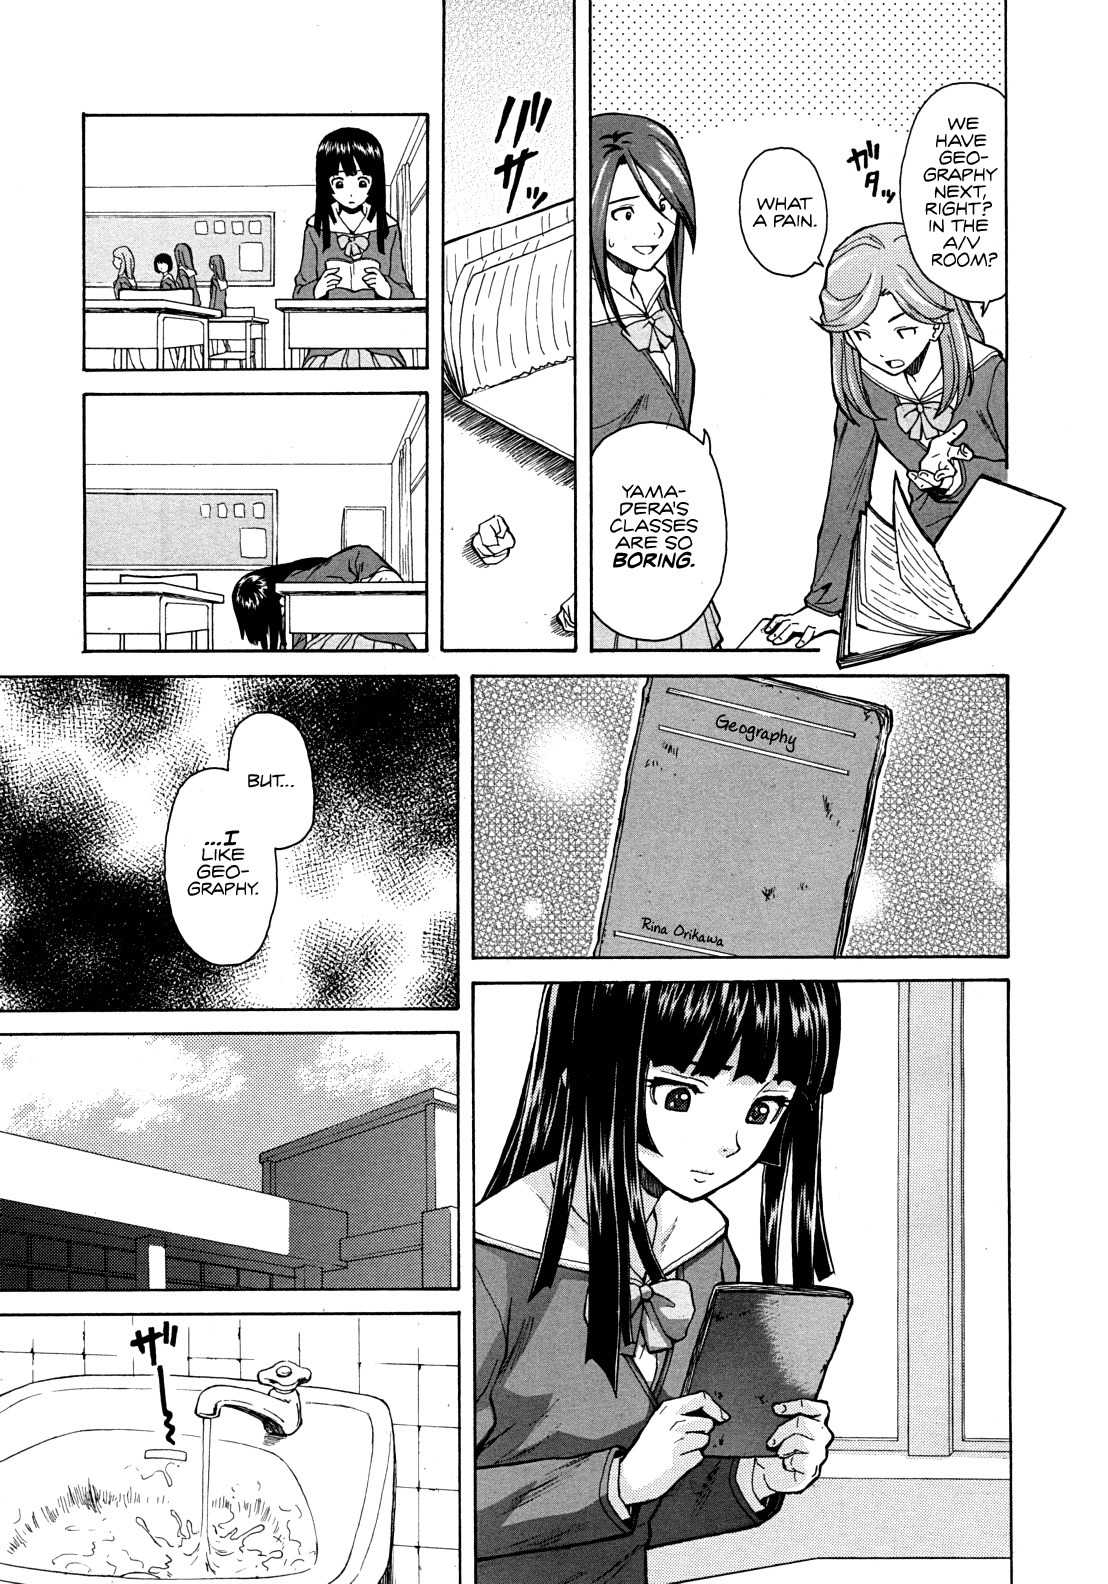 WE
HAVE
GEO-
GRAPHY
NEXT,
RIGHT?
IN THE
A/V
ROOM?
ガタッ
WHAT
A PAIN.
YAMA-
DERA'S
CLASSES
ARE SO
BORING.
バサッ
Geography
Rina Orikawa
BUT...
...I
LIKE
GEO-
GRAPHY.
ザー